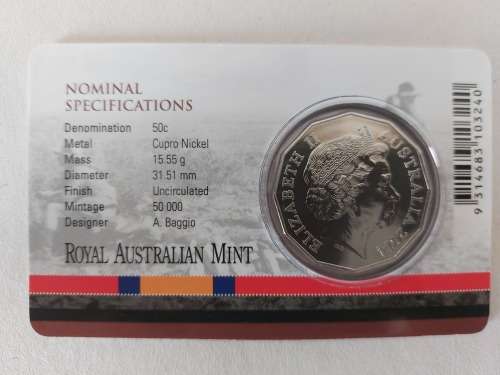 NOMINAL
SPECIFICATIONS
Denomination 50c
Metal Cupro Nickel
Mass 15.55 g
Diameter 31.51 mm
Finish Uncirculated
Mintage 50 000
Designer A. Baggio
ROYAL AUSTRALIAN MINT
ELIZABETH II
AUSTRALIA
9 314683 103240